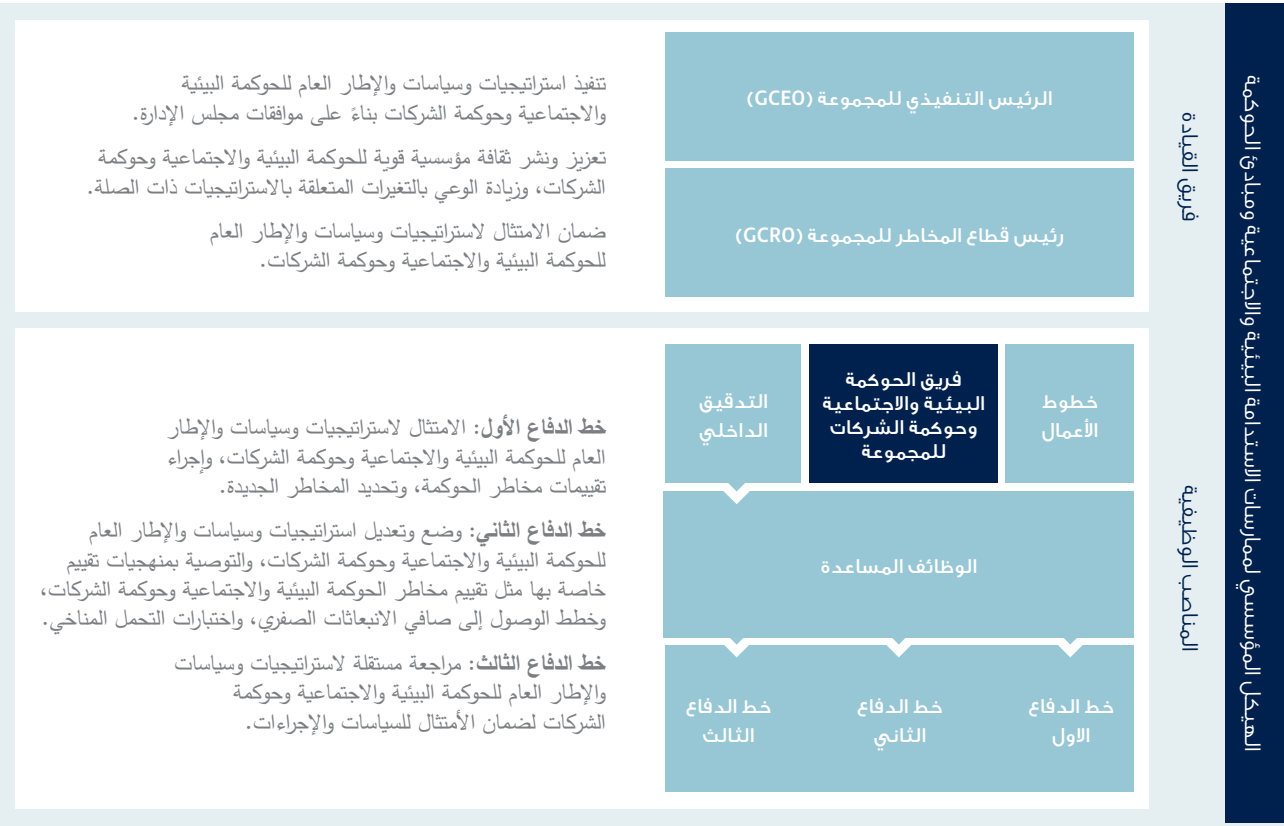 الهيكل المؤسسي لممارسات الاستدامة البيئية والاجتماعية ومبادئ الحوكمة
فريق القيادة
الرئيس التنفيذي للمجموعة (GCEO)
رئيس قطاع المخاطر للمجموعة (GCRO)
تنفيذ استراتيجيات وسياسات والإطار العام للحوكمة البيئية
والاجتماعية وحوكمة الشركات بناءً على موافقات مجلس الإدارة.
تعزيز ونشر ثقافة مؤسسية قوية للحوكمة البيئية والاجتماعية وحوكمة
الشركات، وزيادة الوعي بالتغيرات المتعلقة بالاستراتيجيات ذات الصلة.
ضمان الامتثال لاستراتيجيات وسياسات والإطار العام
للحوكمة البيئية والاجتماعية وحوكمة الشركات.
المناصب الوظيفية
خطوط
الأعمال
فريق الحوكمة
البيئية والاجتماعية
وحوكمة الشركات
للمجموعة
التدقيق
الداخلي
الوظائف المساعدة
خط الدفاع
الاول
خط الدفاع
الثاني
خط الدفاع
الثالث
خط الدفاع الأول: الامتثال لاستراتيجيات وسياسات والإطار
العام للحوكمة البيئية والاجتماعية وحوكمة الشركات، وإجراء
تقييمات مخاطر الحوكمة، وتحديد المخاطر الجديدة.
خط الدفاع الثاني: وضع وتعديل استراتيجيات وسياسات والإطار العام
للحوكمة البيئية والاجتماعية وحوكمة الشركات، والتوصية بمنهجيات تقييم
خاصة بها مثل تقييم مخاطر الحوكمة البيئية والاجتماعية وحوكمة الشركات،
وخطط الوصول إلى صافي الانبعاثات الصفري، واختبارات التحمل المناخي.
خط الدفاع الثالث: مراجعة مستقلة لاستراتيجيات وسياسات
والإطار العام للحوكمة البيئية والاجتماعية وحوكمة
الشركات لضمان الأمتثال للسياسات والإجراءات.